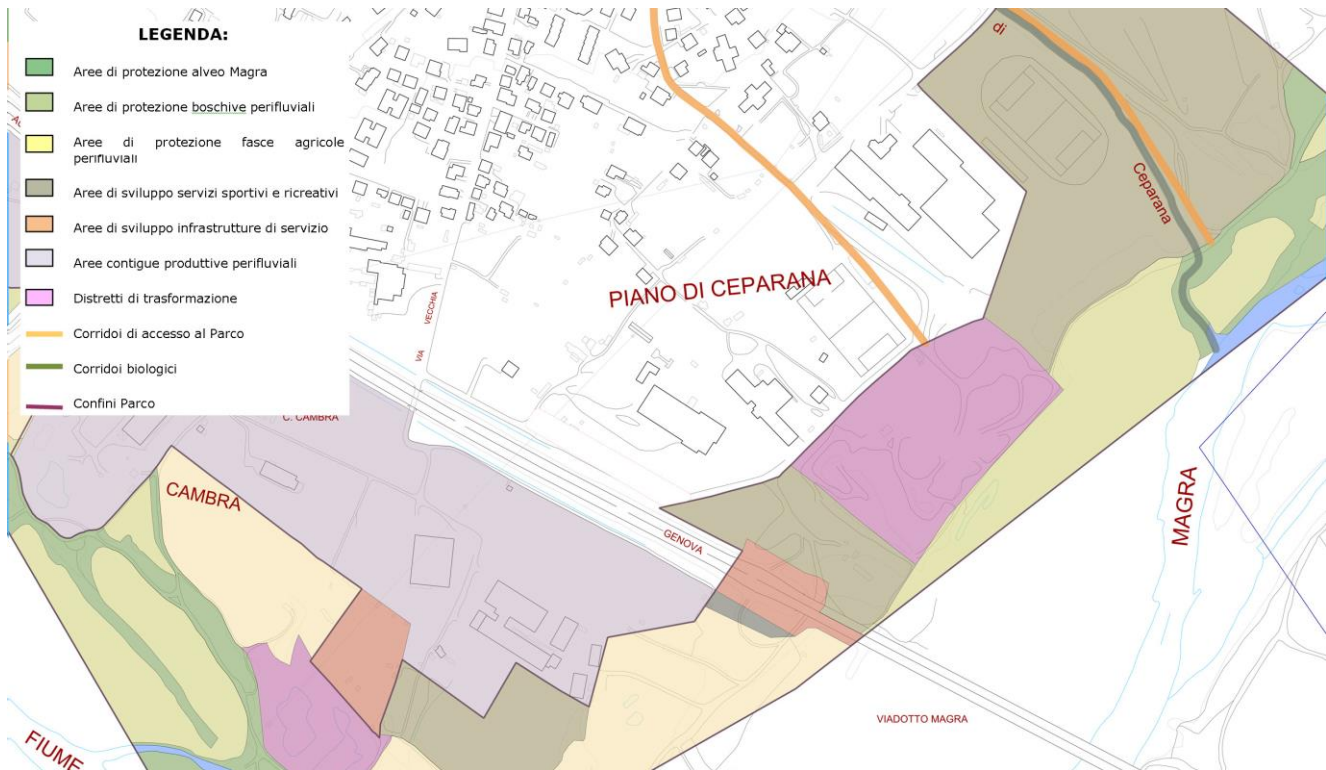 LEGENDA:
Aree di protezione alveo Magra
Aree di protezione boschive perifluviali
Aree di protezione fasce agricole
perifluviali
Aree di sviluppo servizi sportivi e ricreativi
Aree di sviluppo infrastrutture di servizio
Aree contigue produttive perifluviali
Distretti di trasformazione
Corridoi di accesso al Parco
Corridoi biologici
Confini Parco
di
Ceparana
PIANO DI CEPARANA
VIA
VECCHIA
C. CAMBRA
CAMBRA
GENOVA
MAGRA
VIADOTTO MAGRA
FIUME